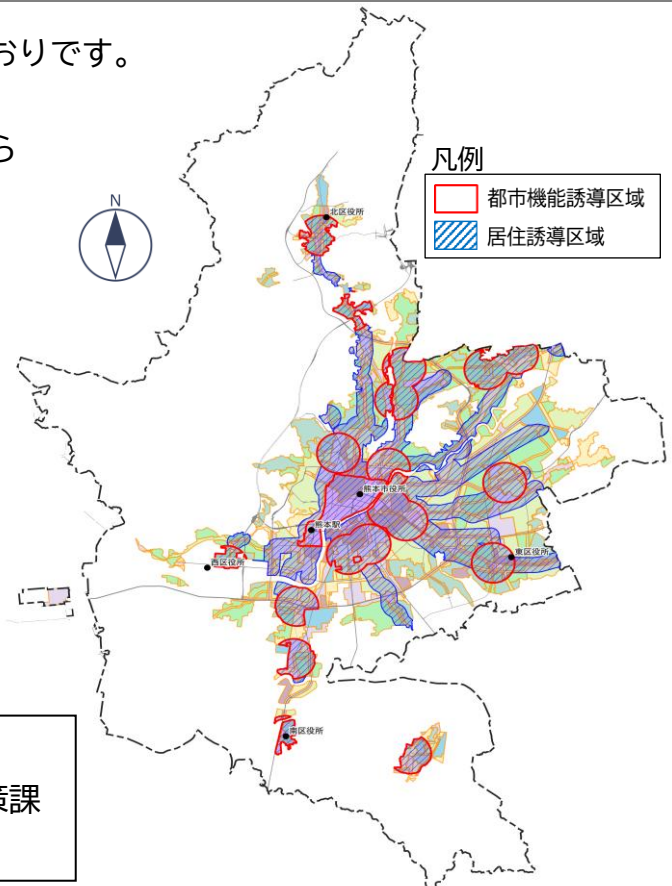 おりです。
ら
凡例
都市機能誘導区域
居住誘導区域
N
北区役所
熊本市役所
熊本駅
西区役所
東区役所
南区役所
策課